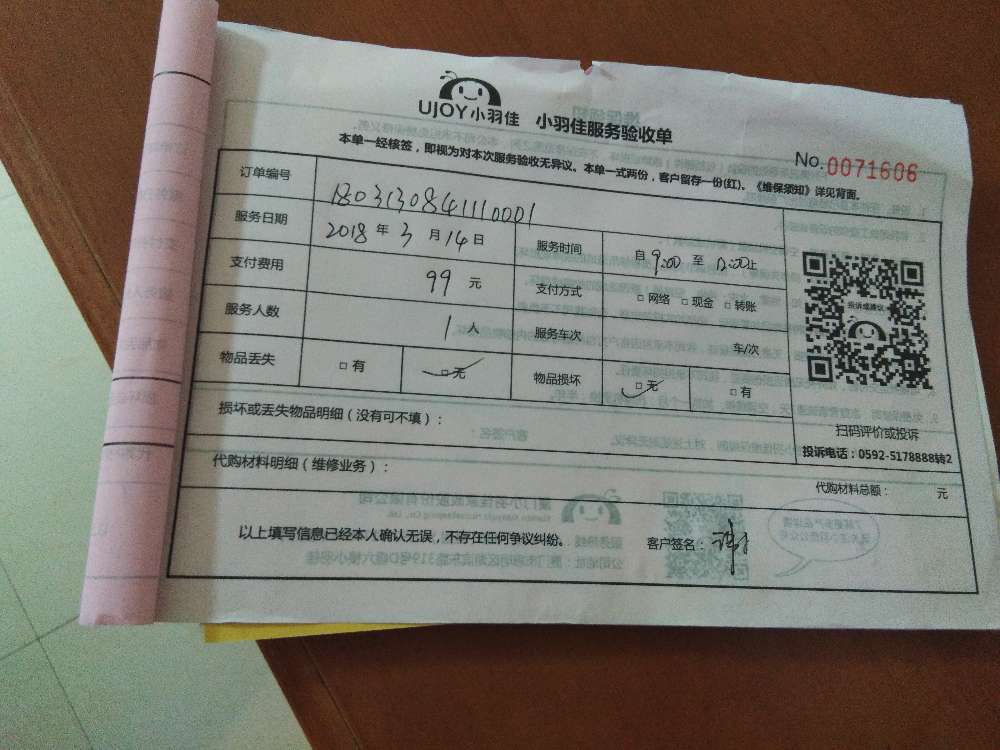 UJOY小羽佳 小羽佳服务验收单
No.0071606
本单一经核签，即视为对本次服务验收无异议。本单一式两份，客户留存一份(红)。《维保须知》详见背面。
订单编号 1803130841110001
服务日期 2018 年 3 月 14 日 服务时间 自 9:00 至 12:00 止
支付费用 99 元 支付方式 □ 网络 □ 现金 □ 转账
服务人数 1 人 服务车次 车/次
物品丢失 □ 有 □ 无 物品损坏 □ 无 □ 有
投诉或建议
扫码评价或投诉
投诉电话：0592-5178888转2
损坏或丢失物品明细（没有可不填）：
代购材料明细（维修业务）：
代购材料总额： 元
以上填写信息已经本人确认无误，不存在任何争议纠纷。 客户签名：